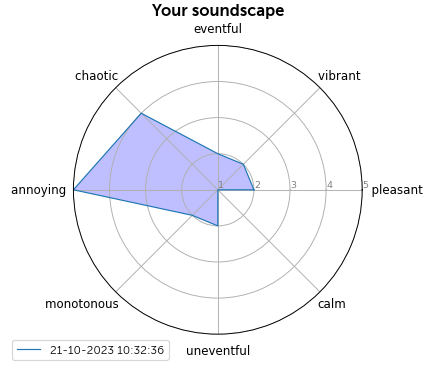 Your soundscape
eventful
chaotic
vibrant
annoying
1 2 3 4 5
pleasant
monotonous
calm
21-10-2023 10:32:36
uneventful